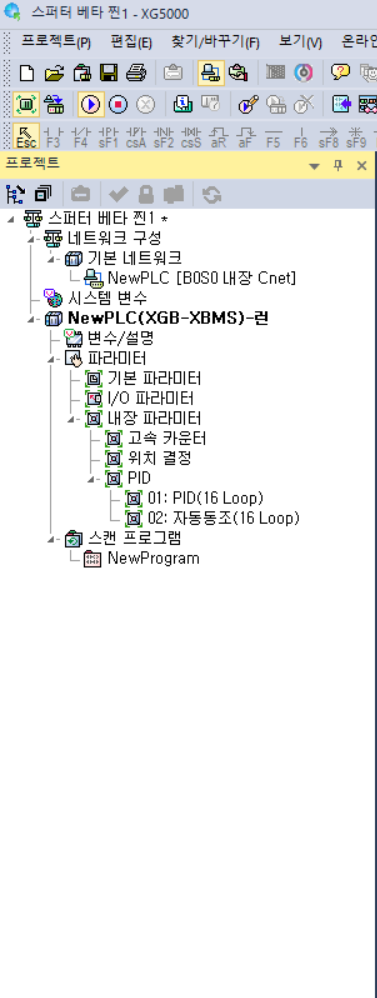 스퍼터 베타 찐1 - XG5000
프로젝트(P) 편집(E) 찾기/바꾸기(F) 보기(V) 온라인
Esc F3 F4 sF1 csA sF2 csS aR aF F5 F6 sF8 sF9
프로젝트
스퍼터 베타 찐1 *
네트워크 구성
기본 네트워크
NewPLC [B0S0 내장 Cnet]
시스템 변수
NewPLC(XGB-XBMS)-런
변수/설명
파라미터
기본 파라미터
I/O 파라미터
내장 파라미터
고속 카운터
위치 결정
PID
01: PID(16 Loop)
02: 자동동조(16 Loop)
스캔 프로그램
NewProgram